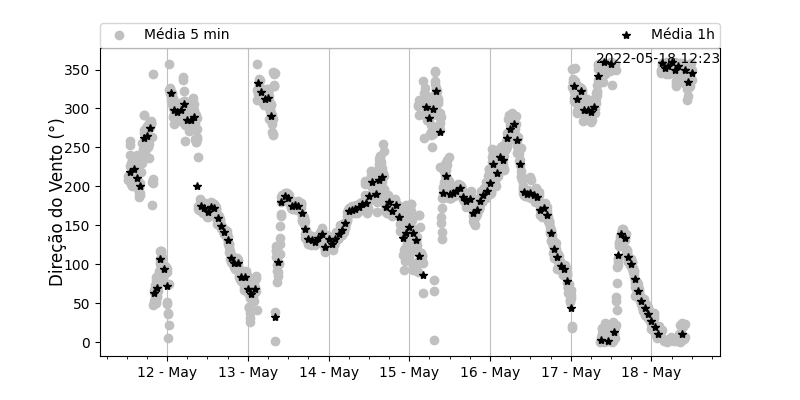 Média 5 min
Média 1h
2022-05-18 12:23
Direção do Vento (°)
350
300
250
200
150
100
50
0
12 - May
13 - May
14 - May
15 - May
16 - May
17 - May
18 - May